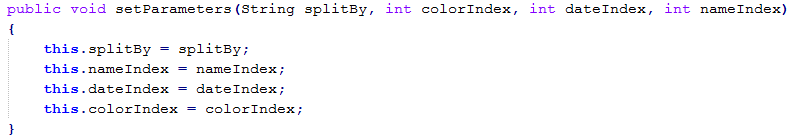 public void setParameters(String splitBy, int colorIndex, int dateIndex, int nameIndex)
{
    this.splitBy = splitBy;
    this.nameIndex = nameIndex;
    this.dateIndex = dateIndex;
    this.colorIndex = colorIndex;
}